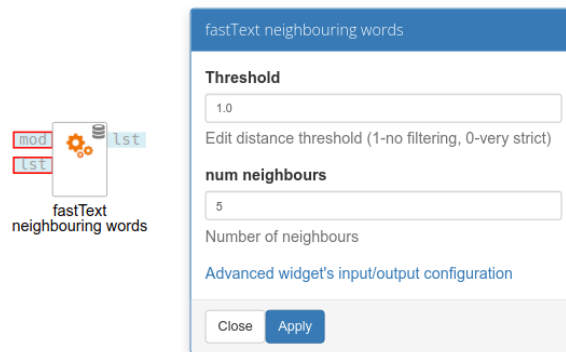 fastText neighbouring words
Threshold
1.0
Edit distance threshold (1-no filtering, 0-very strict)
num neighbours
5
Number of neighbours
Advanced widget's input/output configuration
Close Apply
mod lst
lst
fastText
neighbouring words